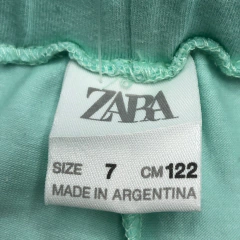 ZARA
SIZE 7 CM 122
MADE IN ARGENTINA